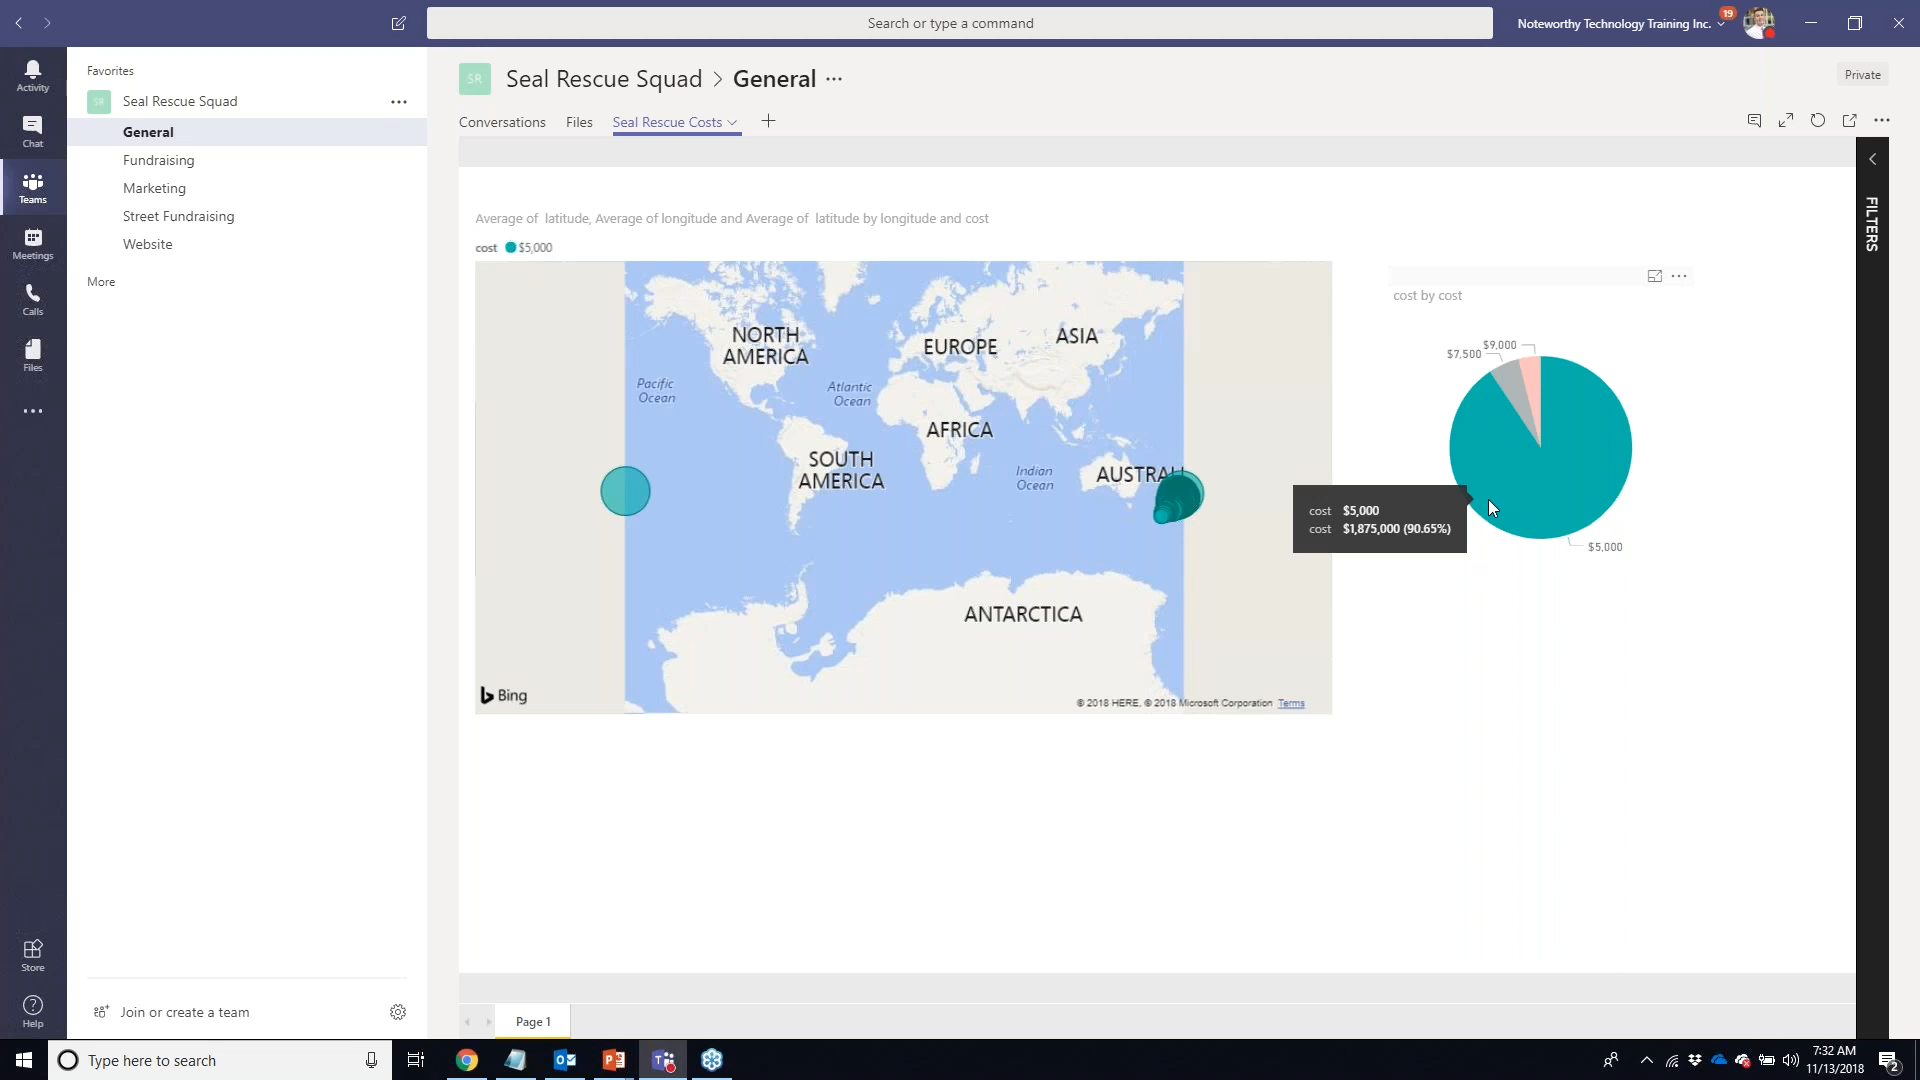 Search or type a command
Noteworthy Technology Training Inc.
19
Activity
Chat
Teams
Meetings
Calls
Files
Store
Help
Favorites
SR
Seal Rescue Squad
General
Fundraising
Marketing
Street Fundraising
Website
More
Join or create a team
SR
Seal Rescue Squad > General
Private
Conversations
Files
Seal Rescue Costs
FILTERS
Average of latitude, Average of longitude and Average of latitude by longitude and cost
cost $5,000
NORTH
AMERICA
EUROPE
ASIA
Pacific
Ocean
Atlantic
Ocean
AFRICA
SOUTH
AMERICA
Indian
Ocean
AUSTRAL
ANTARCTICA
Bing
© 2018 HERE, © 2018 Microsoft Corporation Terms
cost by cost
$9,000
$7,500
$5,000
cost $5,000
cost $1,875,000 (90.65%)
Page 1
Type here to search
7:32 AM
11/13/2018
2